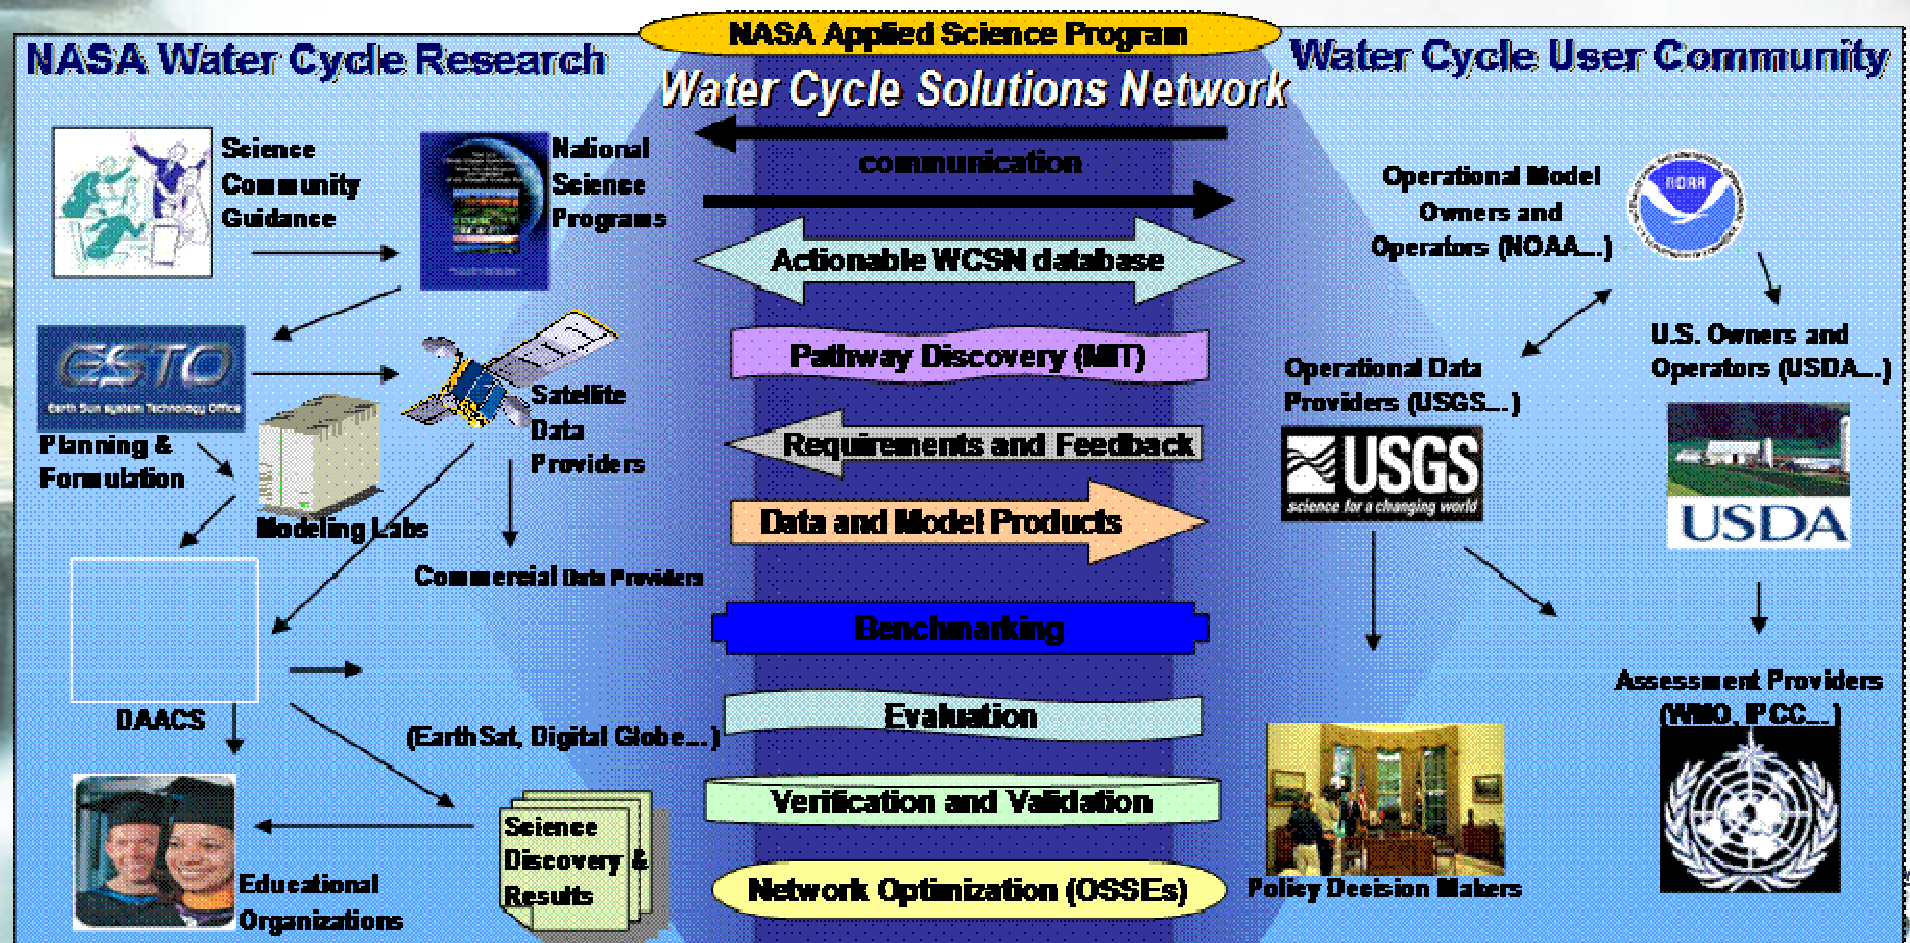 NASA Applied Science Program
NASA Water Cycle Research
Water Cycle User Community
Water Cycle Solutions Network
communication
Actionable WCSN database
Pathway Discovery (MIT)
Requirements and Feedback
Data and Model Products
Benchmarking
Evaluation
Verification and Validation
Network Optimization (OSSEs)
Science
Community
Guidance
National
Science
Programs
ESTO
Earth Sun system Technology Office
Planning &
Formulation
Satellite
Data
Providers
Modeling Labs
Commercial Data Providers
DAACS
(EarthSat, Digital Globe...)
Educational
Organizations
Science
Discovery &
Results
Operational Model
Owners and
Operators (NOAA...)
NOAA
U.S. Owners and
Operators (USDA...)
Operational Data
Providers (USGS...)
USGS
science for a changing world
USDA
Assessment Providers
(WMO, IPCC...)
Policy Decision Makers